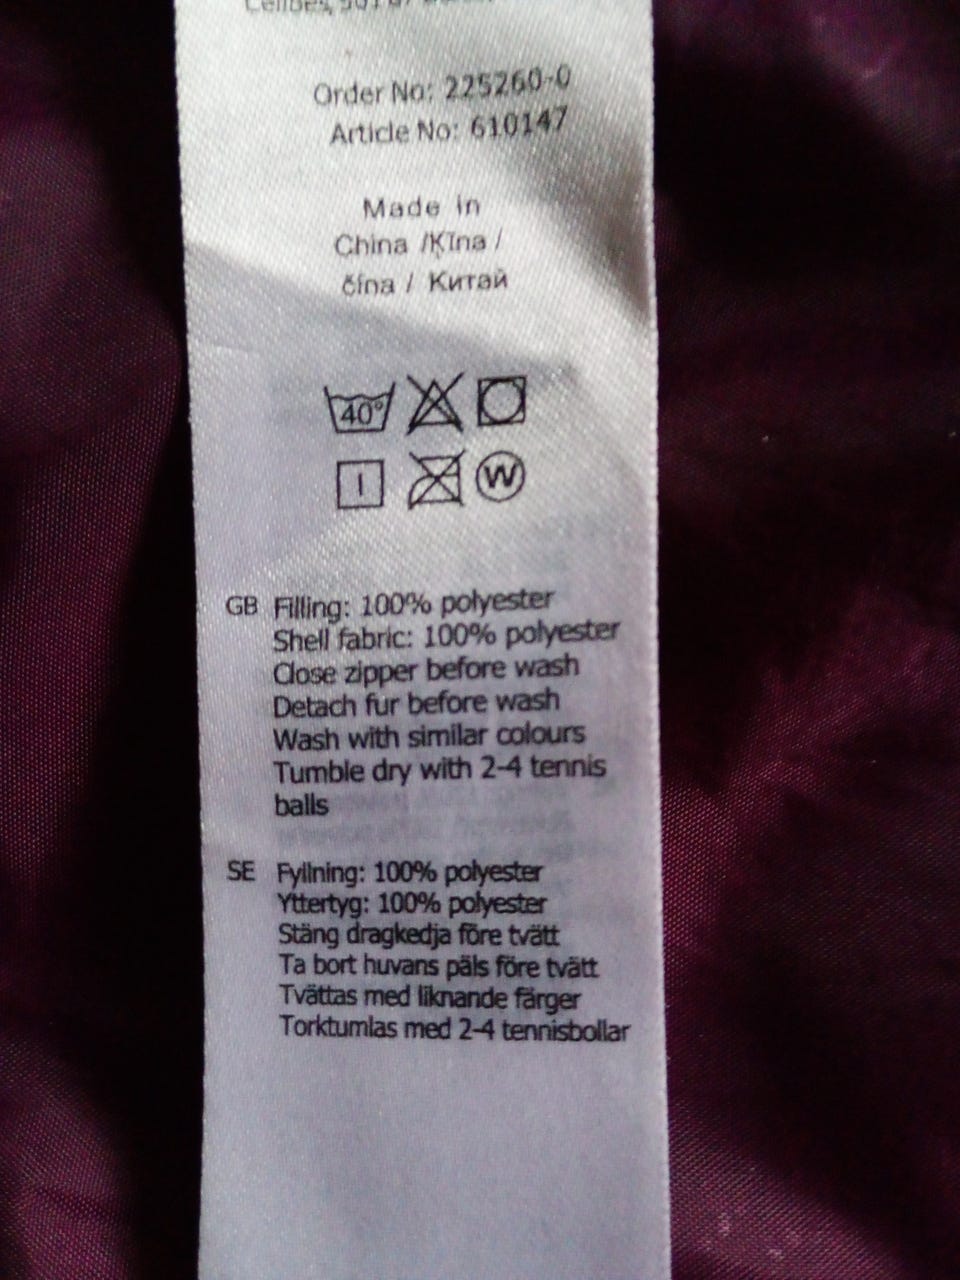 Order No: 225260-0
Article No: 610147
Made in
China /Ķīna /
čína / Китай
40°
W
GB Filling: 100% polyester
Shell fabric: 100% polyester
Close zipper before wash
Detach fur before wash
Wash with similar colours
Tumble dry with 2-4 tennis
balls
SE Fyllning: 100% polyester
Yttertyg: 100% polyester
Stäng dragkedja före tvätt
Ta bort huvans päls före tvätt
Tvättas med liknande färger
Torktumlas med 2-4 tennisbollar